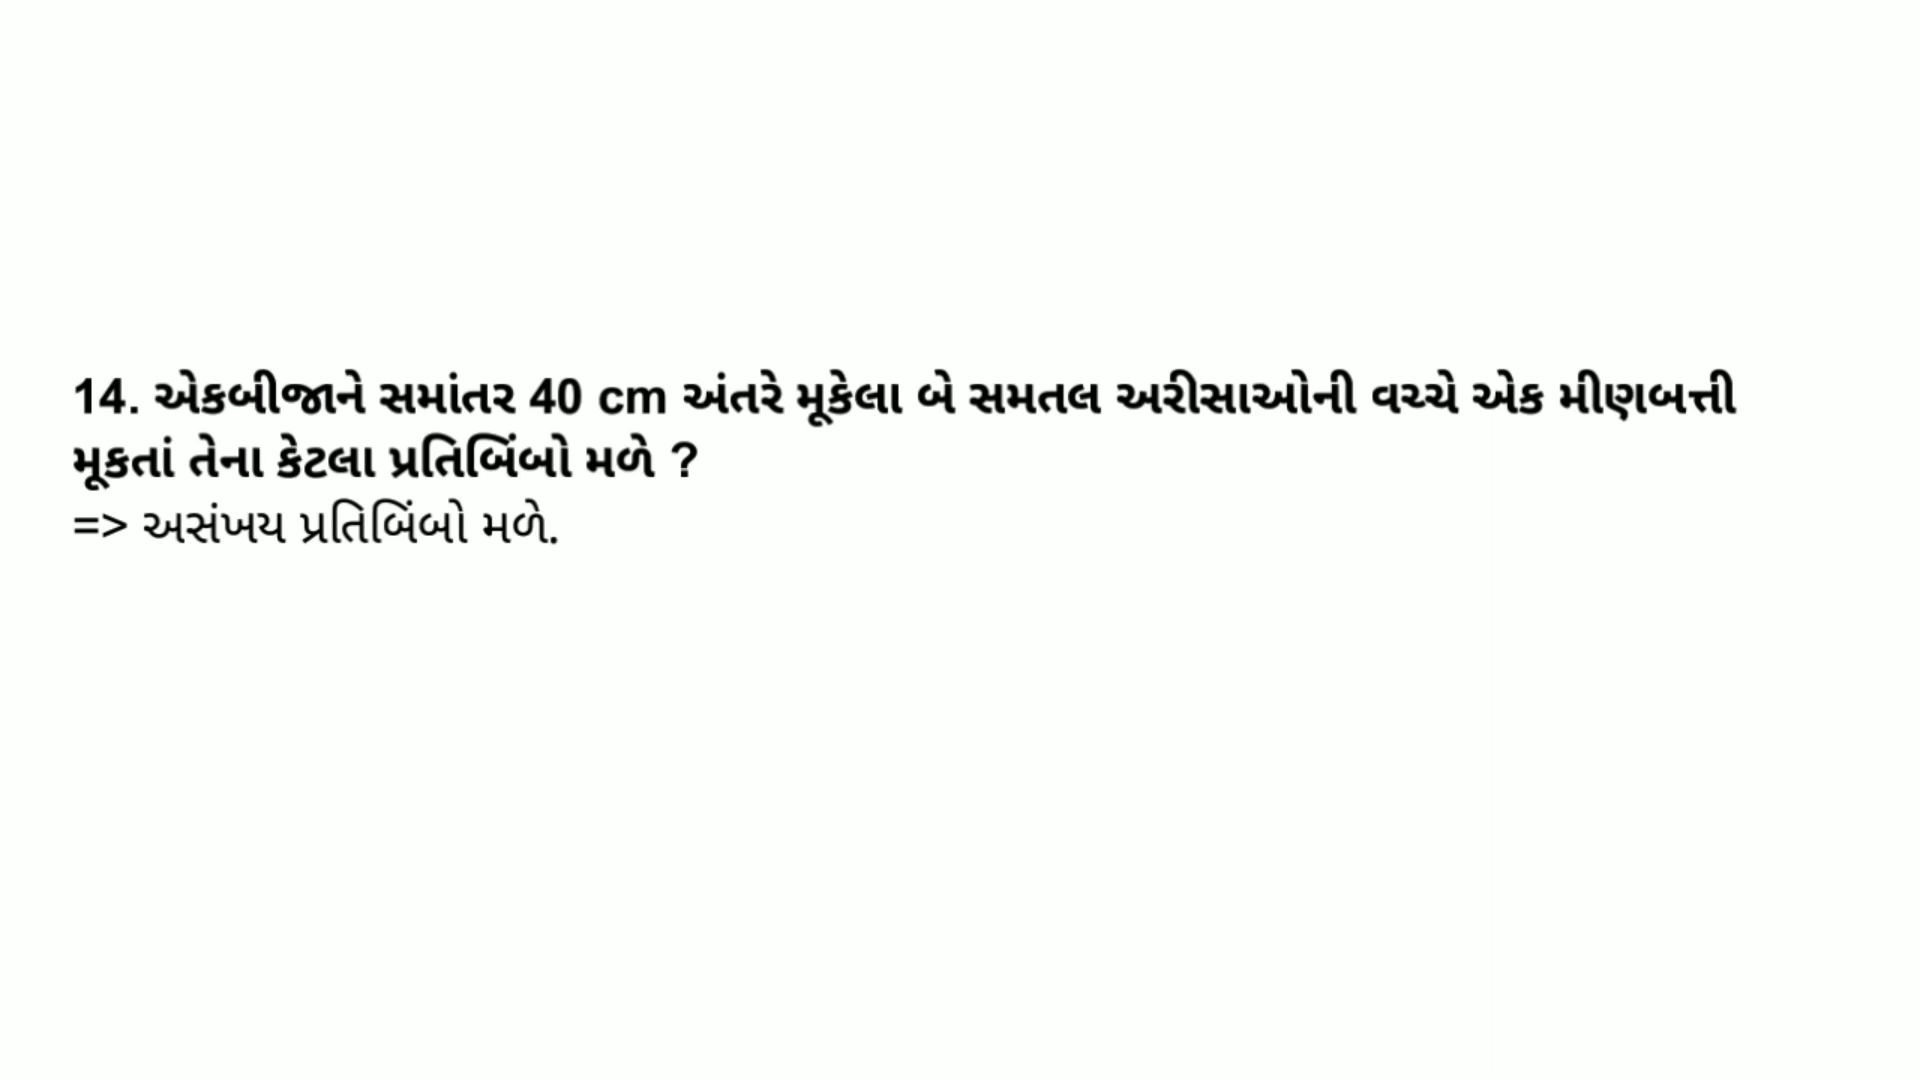 14. એકબીજાને સમાંતર 40 cm અંતરે મૂકેલા બે સમતલ અરીસાઓની વચ્ચે એક મીણબત્તી
મૂકતાં તેના કેટલા પ્રતિબિંબો મળે ?
=> અસંખય પ્રતિબિંબો મળે.